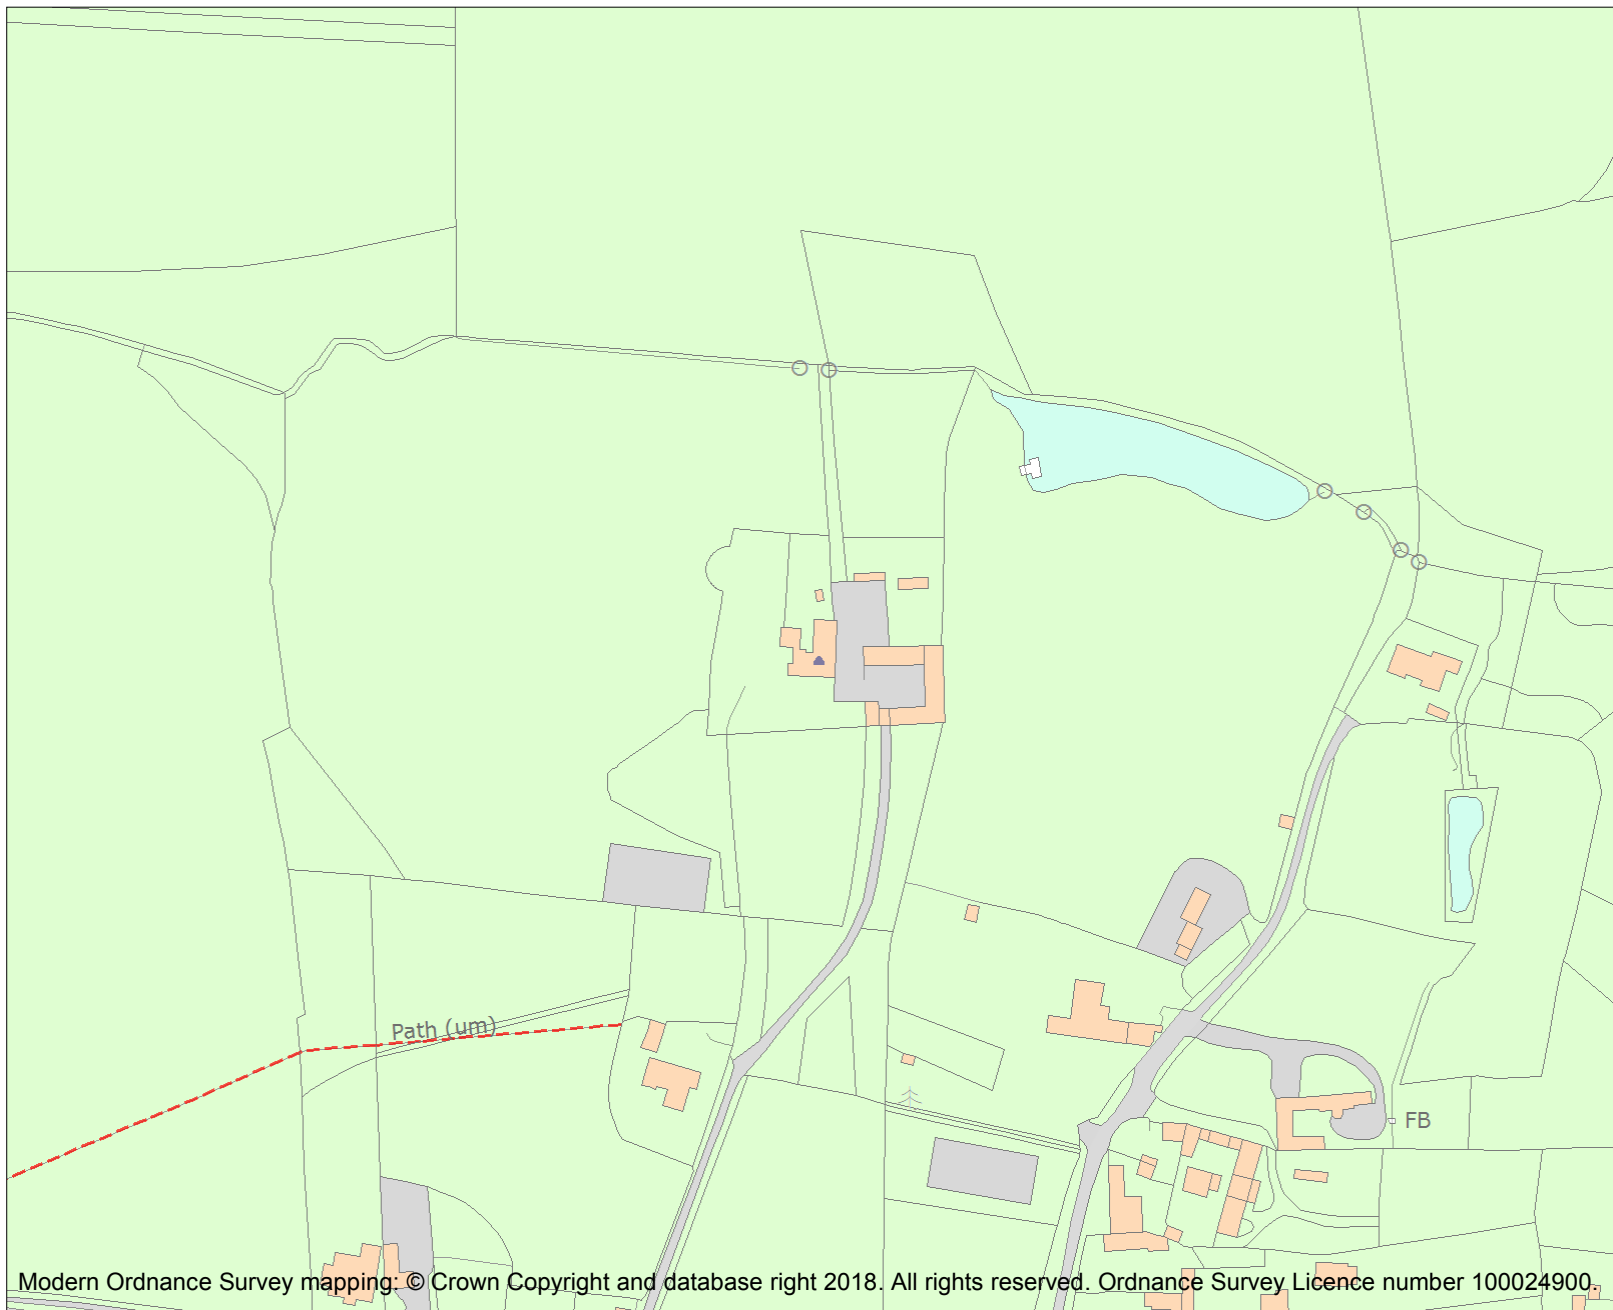 Path (um)
FB
Modern Ordnance Survey mapping: © Crown Copyright and database right 2018. All rights reserved. Ordnance Survey Licence number 100024900.